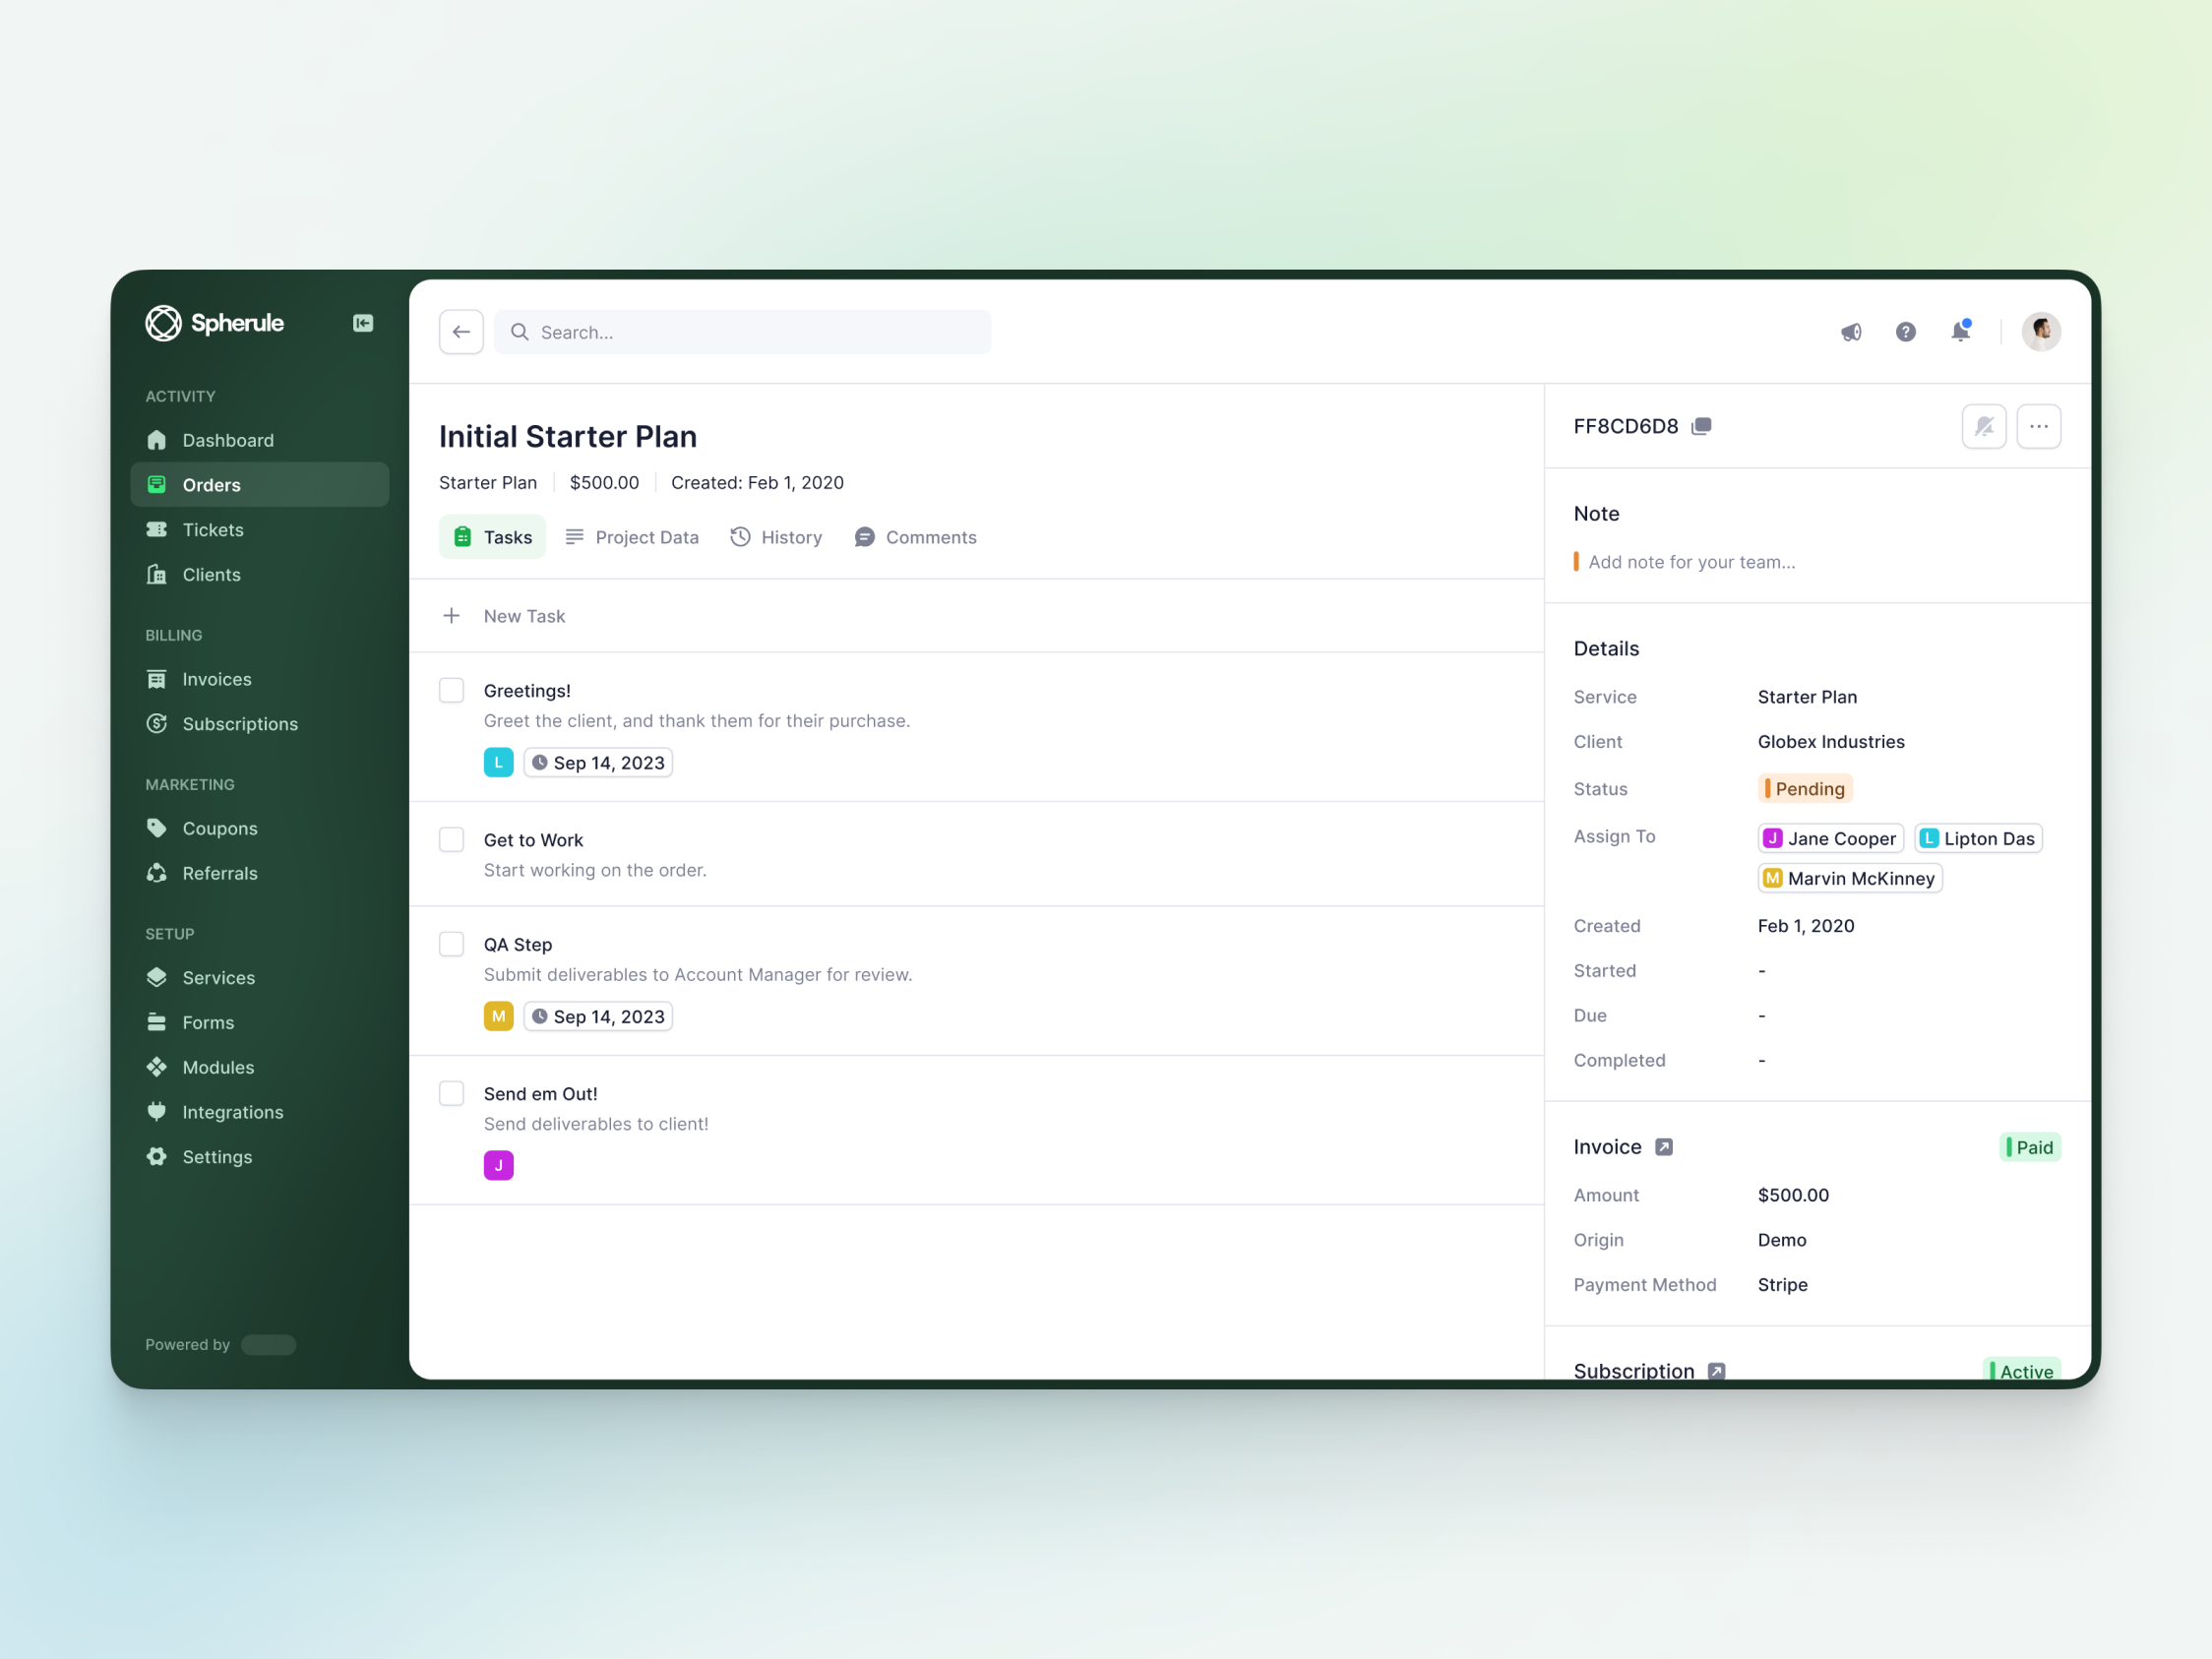 Spherule
ACTIVITY
Dashboard
Orders
Tickets
Clients
BILLING
Invoices
Subscriptions
MARKETING
Coupons
Referrals
SETUP
Services
Forms
Modules
Integrations
Settings
Powered by
Search...
Initial Starter Plan
Starter Plan $500.00 Created: Feb 1, 2020
Tasks Project Data History Comments
New Task
Greetings!
Greet the client, and thank them for their purchase.
L Sep 14, 2023
Get to Work
Start working on the order.
QA Step
Submit deliverables to Account Manager for review.
M Sep 14, 2023
Send em Out!
Send deliverables to client!
J
FF8CD6D8
Note
Add note for your team...
Details
Service Starter Plan
Client Globex Industries
Status Pending
Assign To J Jane Cooper L Lipton Das
M Marvin McKinney
Created Feb 1, 2020
Started -
Due -
Completed -
Invoice Paid
Amount $500.00
Origin Demo
Payment Method Stripe
Subscription Active